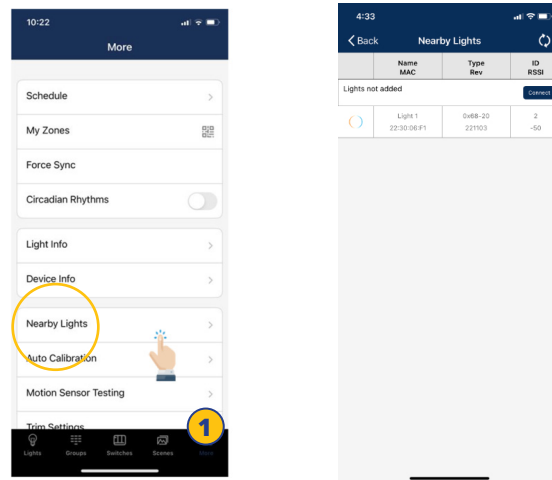 10:22
More
Schedule
My Zones
Force Sync
Circadian Rhythms
Light Info
Device Info
Nearby Lights
Auto Calibration
Motion Sensor Testing
Trim Settings
1
Lights Groups Switches Scenes More
4:33
Back Nearby Lights
Name Type ID
MAC Rev RSSI
Lights not added Connect
Light 1 0x68-20 2
22:30:06:F1 221103 -50